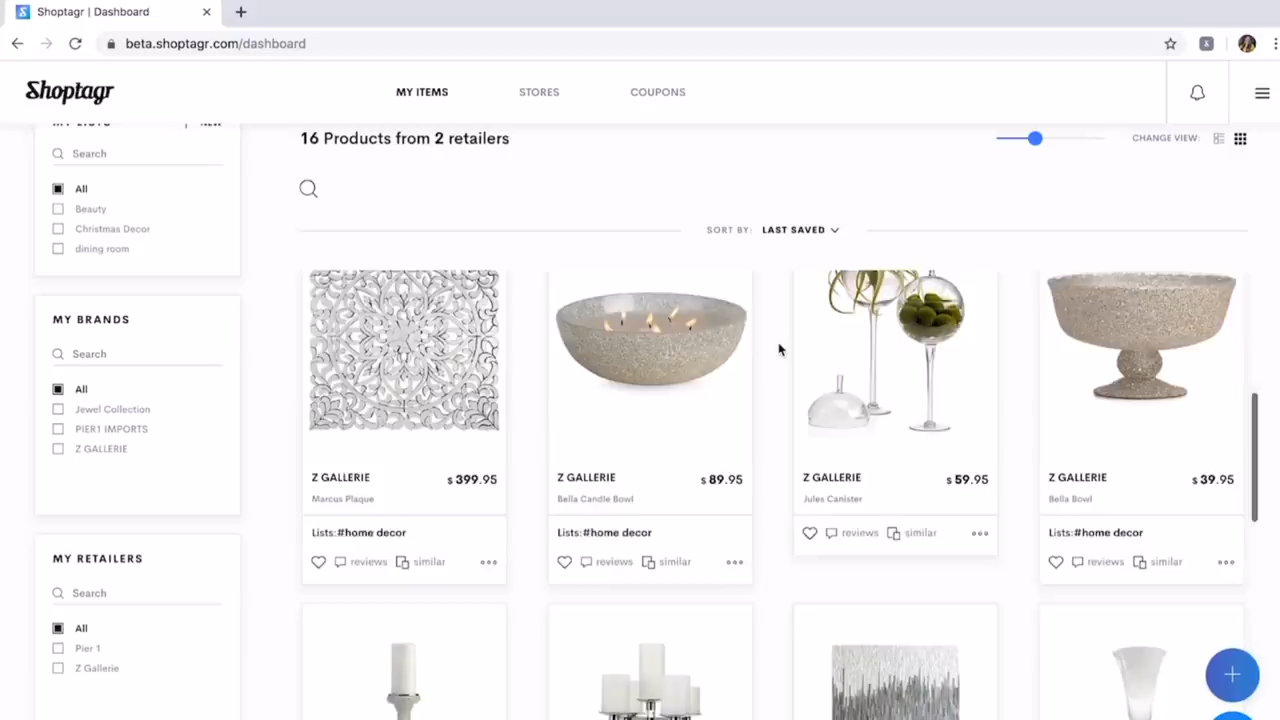 Shoptagr | Dashboard
beta.shoptagr.com/dashboard
Shoptagr
MY ITEMS
STORES
COUPONS
MY LISTS
NEW
Search
All
Beauty
Christmas Decor
dining room
MY BRANDS
Search
All
Jewel Collection
PIER1 IMPORTS
Z GALLERIE
MY RETAILERS
Search
All
Pier 1
Z Gallerie
16 Products from 2 retailers
CHANGE VIEW:
SORT BY: LAST SAVED
Z GALLERIE $399.95
Marcus Plaque
Lists:#home decor
reviews similar
Z GALLERIE $89.95
Bella Candle Bowl
Lists:#home decor
reviews similar
Z GALLERIE $59.95
Jules Canister
reviews similar
Z GALLERIE $39.95
Bella Bowl
Lists:#home decor
reviews similar